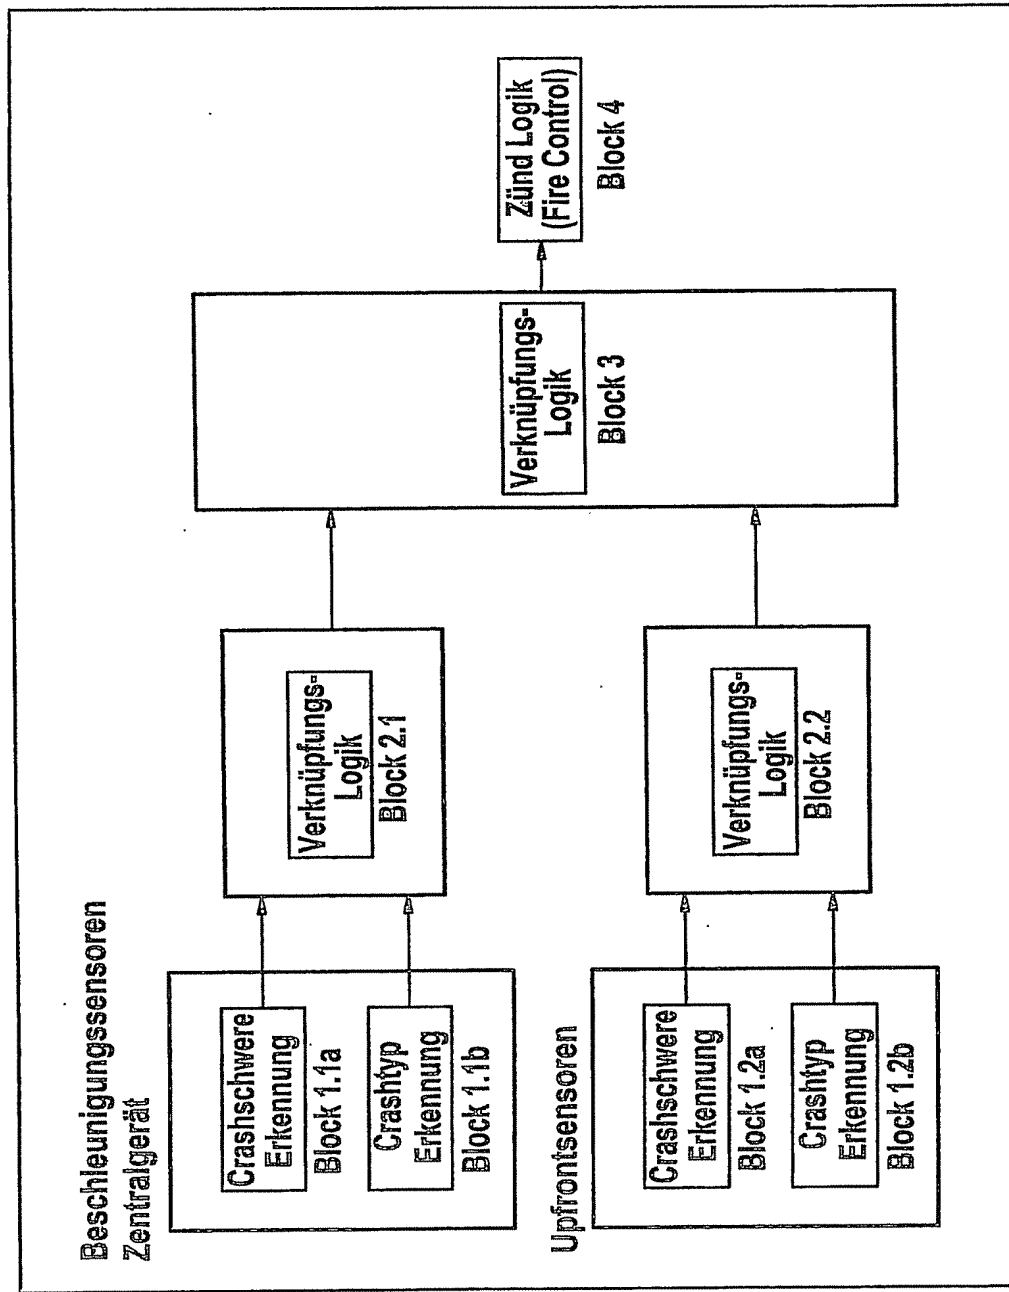 Beschleunigungssensoren
Zentralgerät
Crashschwere
Erkennung
Block 1.1a
Crashtyp
Erkennung
Block 1.1b
Verknüpfungs-
Logik
Block 2.1
Upfrontsensoren
Crashschwere
Erkennung
Block 1.2a
Crashtyp
Erkennung
Block 1.2b
Verknüpfungs-
Logik
Block 2.2
Verknüpfungs-
Logik
Block 3
Zünd Logik
(Fire Control)
Block 4